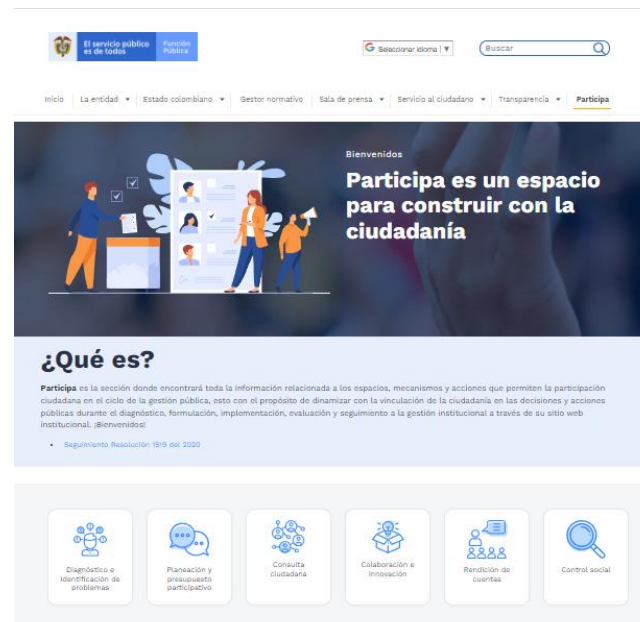 El servicio público
es de todos
Función
Pública
Seleccionar idioma | ▼
Buscar
Inicio
La entidad
Estado colombiano
Gestor normativo
Sala de prensa
Servicio al ciudadano
Transparencia
Participa
Bienvenidos
Participa es un espacio
para construir con la
ciudadanía
¿Qué es?
Participa es la sección donde encontrará toda la información relacionada a los espacios, mecanismos y acciones que permiten la participación
ciudadana en el ciclo de la gestión pública, esto con el propósito de dinamizar con la vinculación de la ciudadanía en las decisiones y acciones
públicas durante el diagnóstico, formulación, implementación, evaluación y seguimiento a la gestión institucional a través de su sitio web
institucional. ¡Bienvenidos!
• Seguimiento Resolución 1519 del 2020
Diagnóstico e
Identificación de
problemas
Planeación y
presupuesto
participativo
Consulta
ciudadana
Colaboración e
innovación
Rendición de
cuentas
Control social